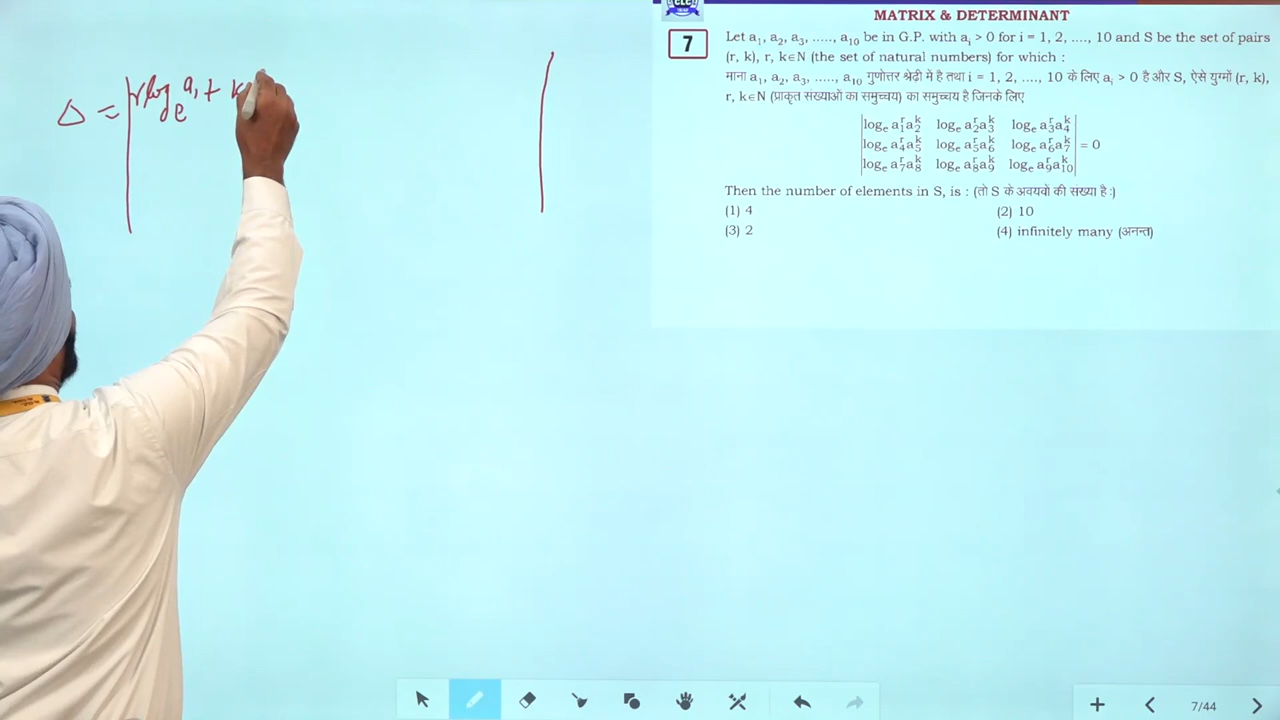 CLC
MATRIX & DETERMINANT
7
Let a₁, a₂, a₃, ....., a₁₀ be in G.P. with aᵢ > 0 for i = 1, 2, ...., 10 and S be the set of pairs
(r, k), r, k∈N (the set of natural numbers) for which :
माना a₁, a₂, a₃, ....., a₁₀ गुणोत्तर श्रेढ़ी में है तथा i = 1, 2, ...., 10 के लिए aᵢ > 0 है और S, ऐसे युग्मों (r, k),
r, k∈N (प्राकृत सख्याओं का समुच्चय) का समुच्चय है जिनके लिए
|logₑ a₁ʳa₂ᵏ logₑ a₂ʳa₃ᵏ logₑ a₃ʳa₄ᵏ|
|logₑ a₄ʳa₅ᵏ logₑ a₅ʳa₆ᵏ logₑ a₆ʳa₇ᵏ| = 0
|logₑ a₇ʳa₈ᵏ logₑ a₈ʳa₉ᵏ logₑ a₉ʳa₁₀ᵏ|
Then the number of elements in S, is : (तो S के अवयवो की सख्या है:)
(1) 4 (2) 10
(3) 2 (4) infinitely many (अनन्त)
Δ = | r logₑ a₁ + k |
7/44